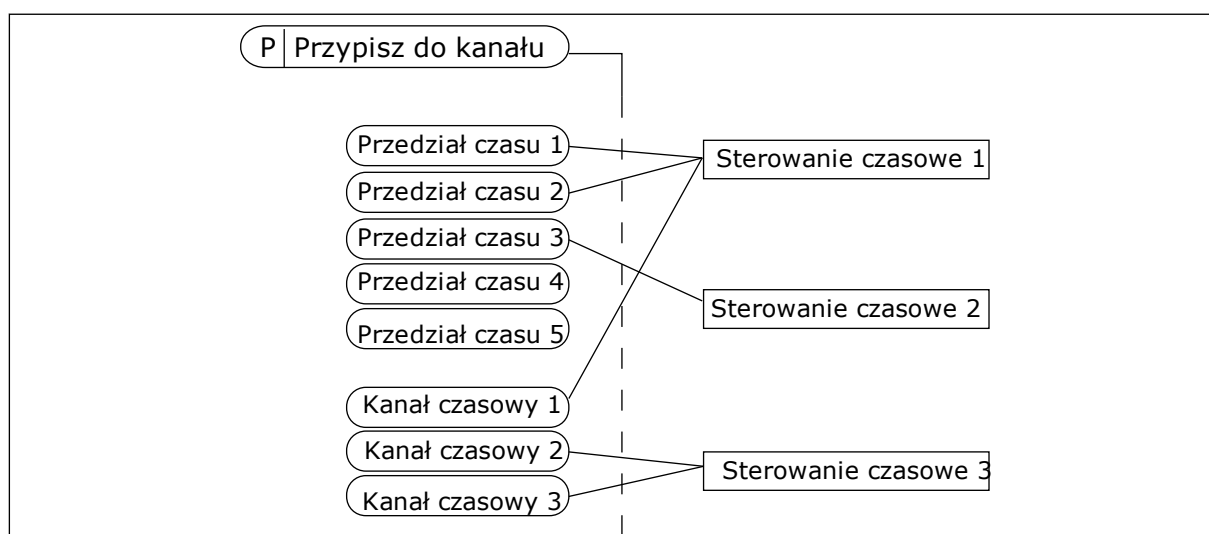 P Przypisz do kanału
Przedział czasu 1
Sterowanie czasowe 1
Przedział czasu 2
Przedział czasu 3
Przedział czasu 4
Sterowanie czasowe 2
Przedział czasu 5
Kanał czasowy 1
Kanał czasowy 2
Sterowanie czasowe 3
Kanał czasowy 3